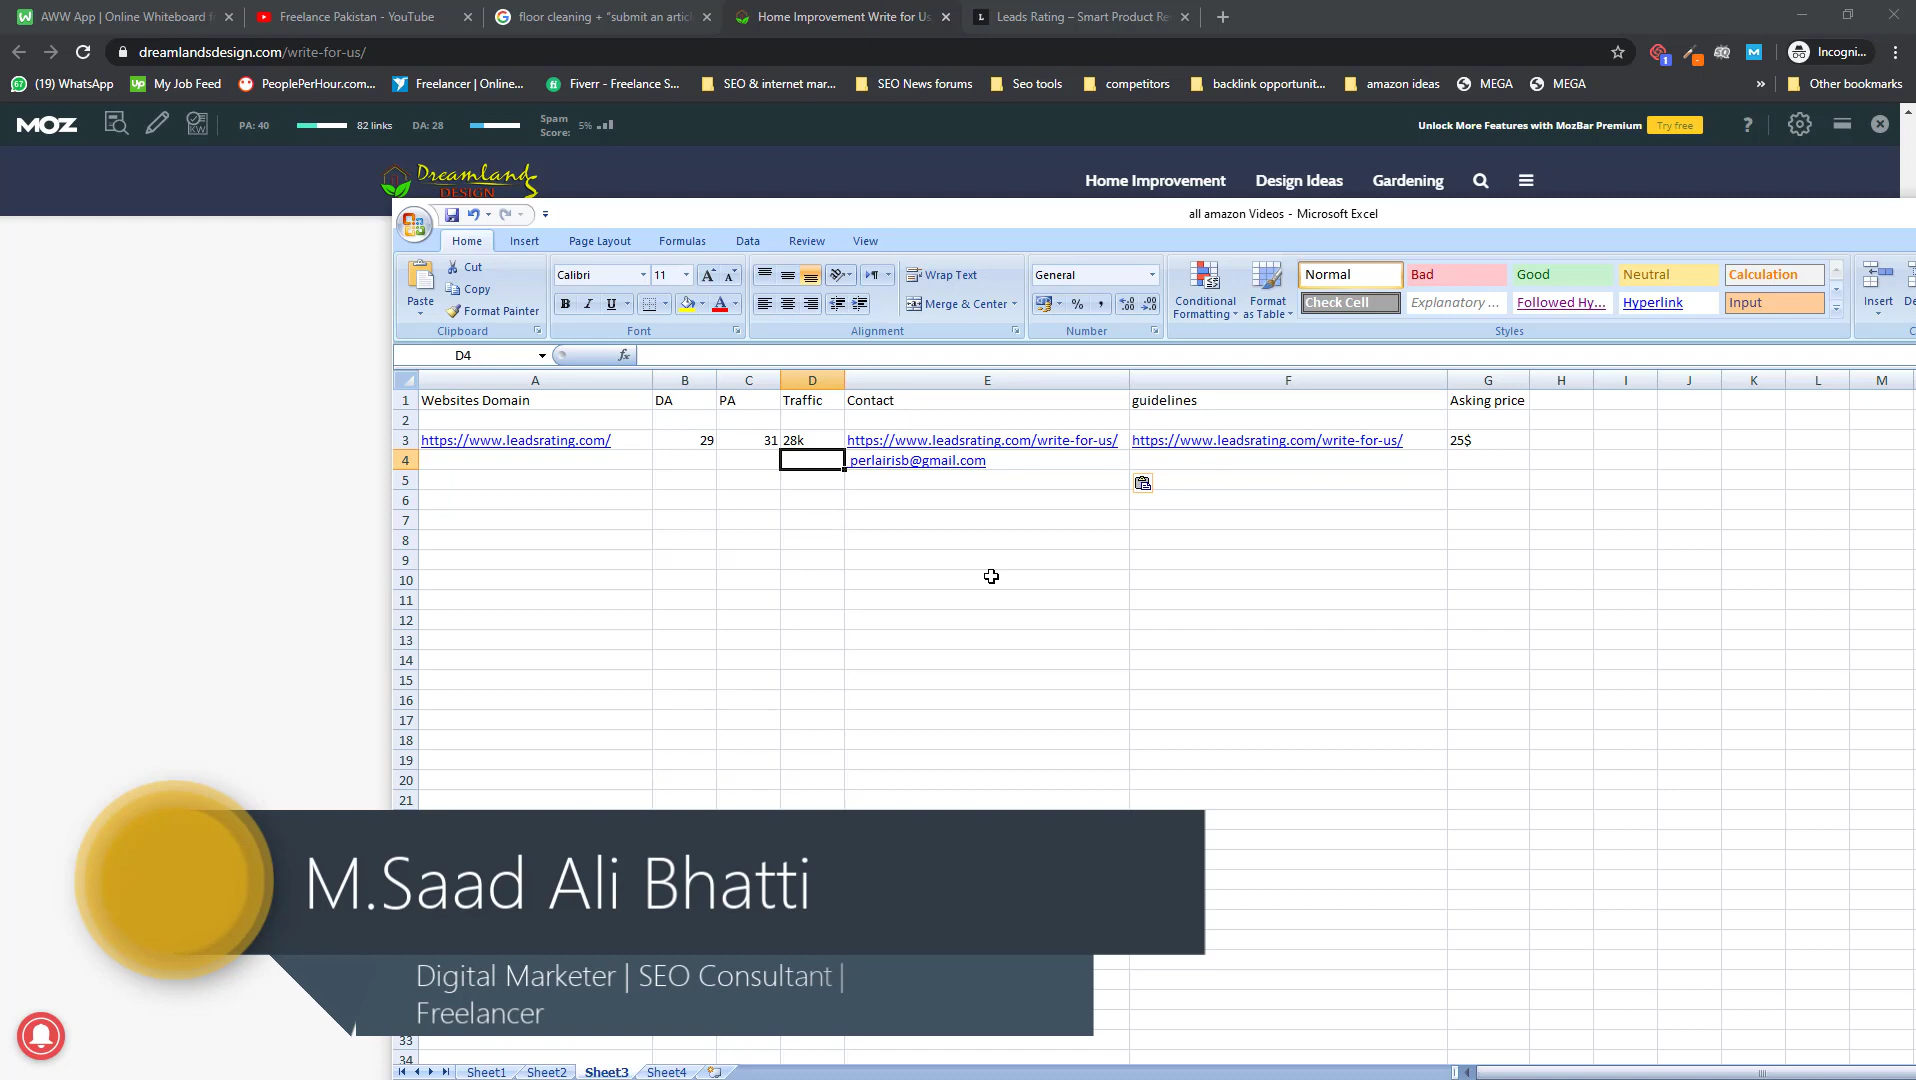 AWW App | Online Whiteboard f
Freelance Pakistan - YouTube
floor cleaning + "submit an artic
Home Improvement Write for Us
L Leads Rating – Smart Product Re
dreamlandsdesign.com/write-for-us/
Incogni...
(19) WhatsApp
My Job Feed
PeoplePerHour.com...
Freelancer | Online...
Fiverr - Freelance S...
SEO & internet mar...
SEO News forums
Seo tools
competitors
backlink opportunit...
amazon ideas
MEGA
MEGA
Other bookmarks
MOZ
PA: 40
82 links
DA: 28
Spam Score: 5%
Unlock More Features with MozBar Premium
Try free
Dreamlands
DESIGN
Home Improvement
Design Ideas
Gardening
all amazon Videos - Microsoft Excel
Home Insert Page Layout Formulas Data Review View
Paste
Cut
Copy
Format Painter
Clipboard
Calibri 11
B I U
Font
Wrap Text
Merge & Center
Alignment
General
Number
Conditional Formatting
Format as Table
Normal Bad Good Neutral Calculation
Check Cell Explanatory ... Followed Hy... Hyperlink Input
Styles
Insert
D4
fx
A B C D E F G H I J K L M
1 Websites Domain DA PA Traffic Contact guidelines Asking price
2
3 https://www.leadsrating.com/ 29 31 28k https://www.leadsrating.com/write-for-us/ https://www.leadsrating.com/write-for-us/ 25$
4 perlairisb@gmail.com
5
6
7
8
9
10
11
12
13
14
15
16
17
18
19
20
21
M.Saad Ali Bhatti
Digital Marketer | SEO Consultant |
Freelancer
33
34
Sheet1 Sheet2 Sheet3 Sheet4